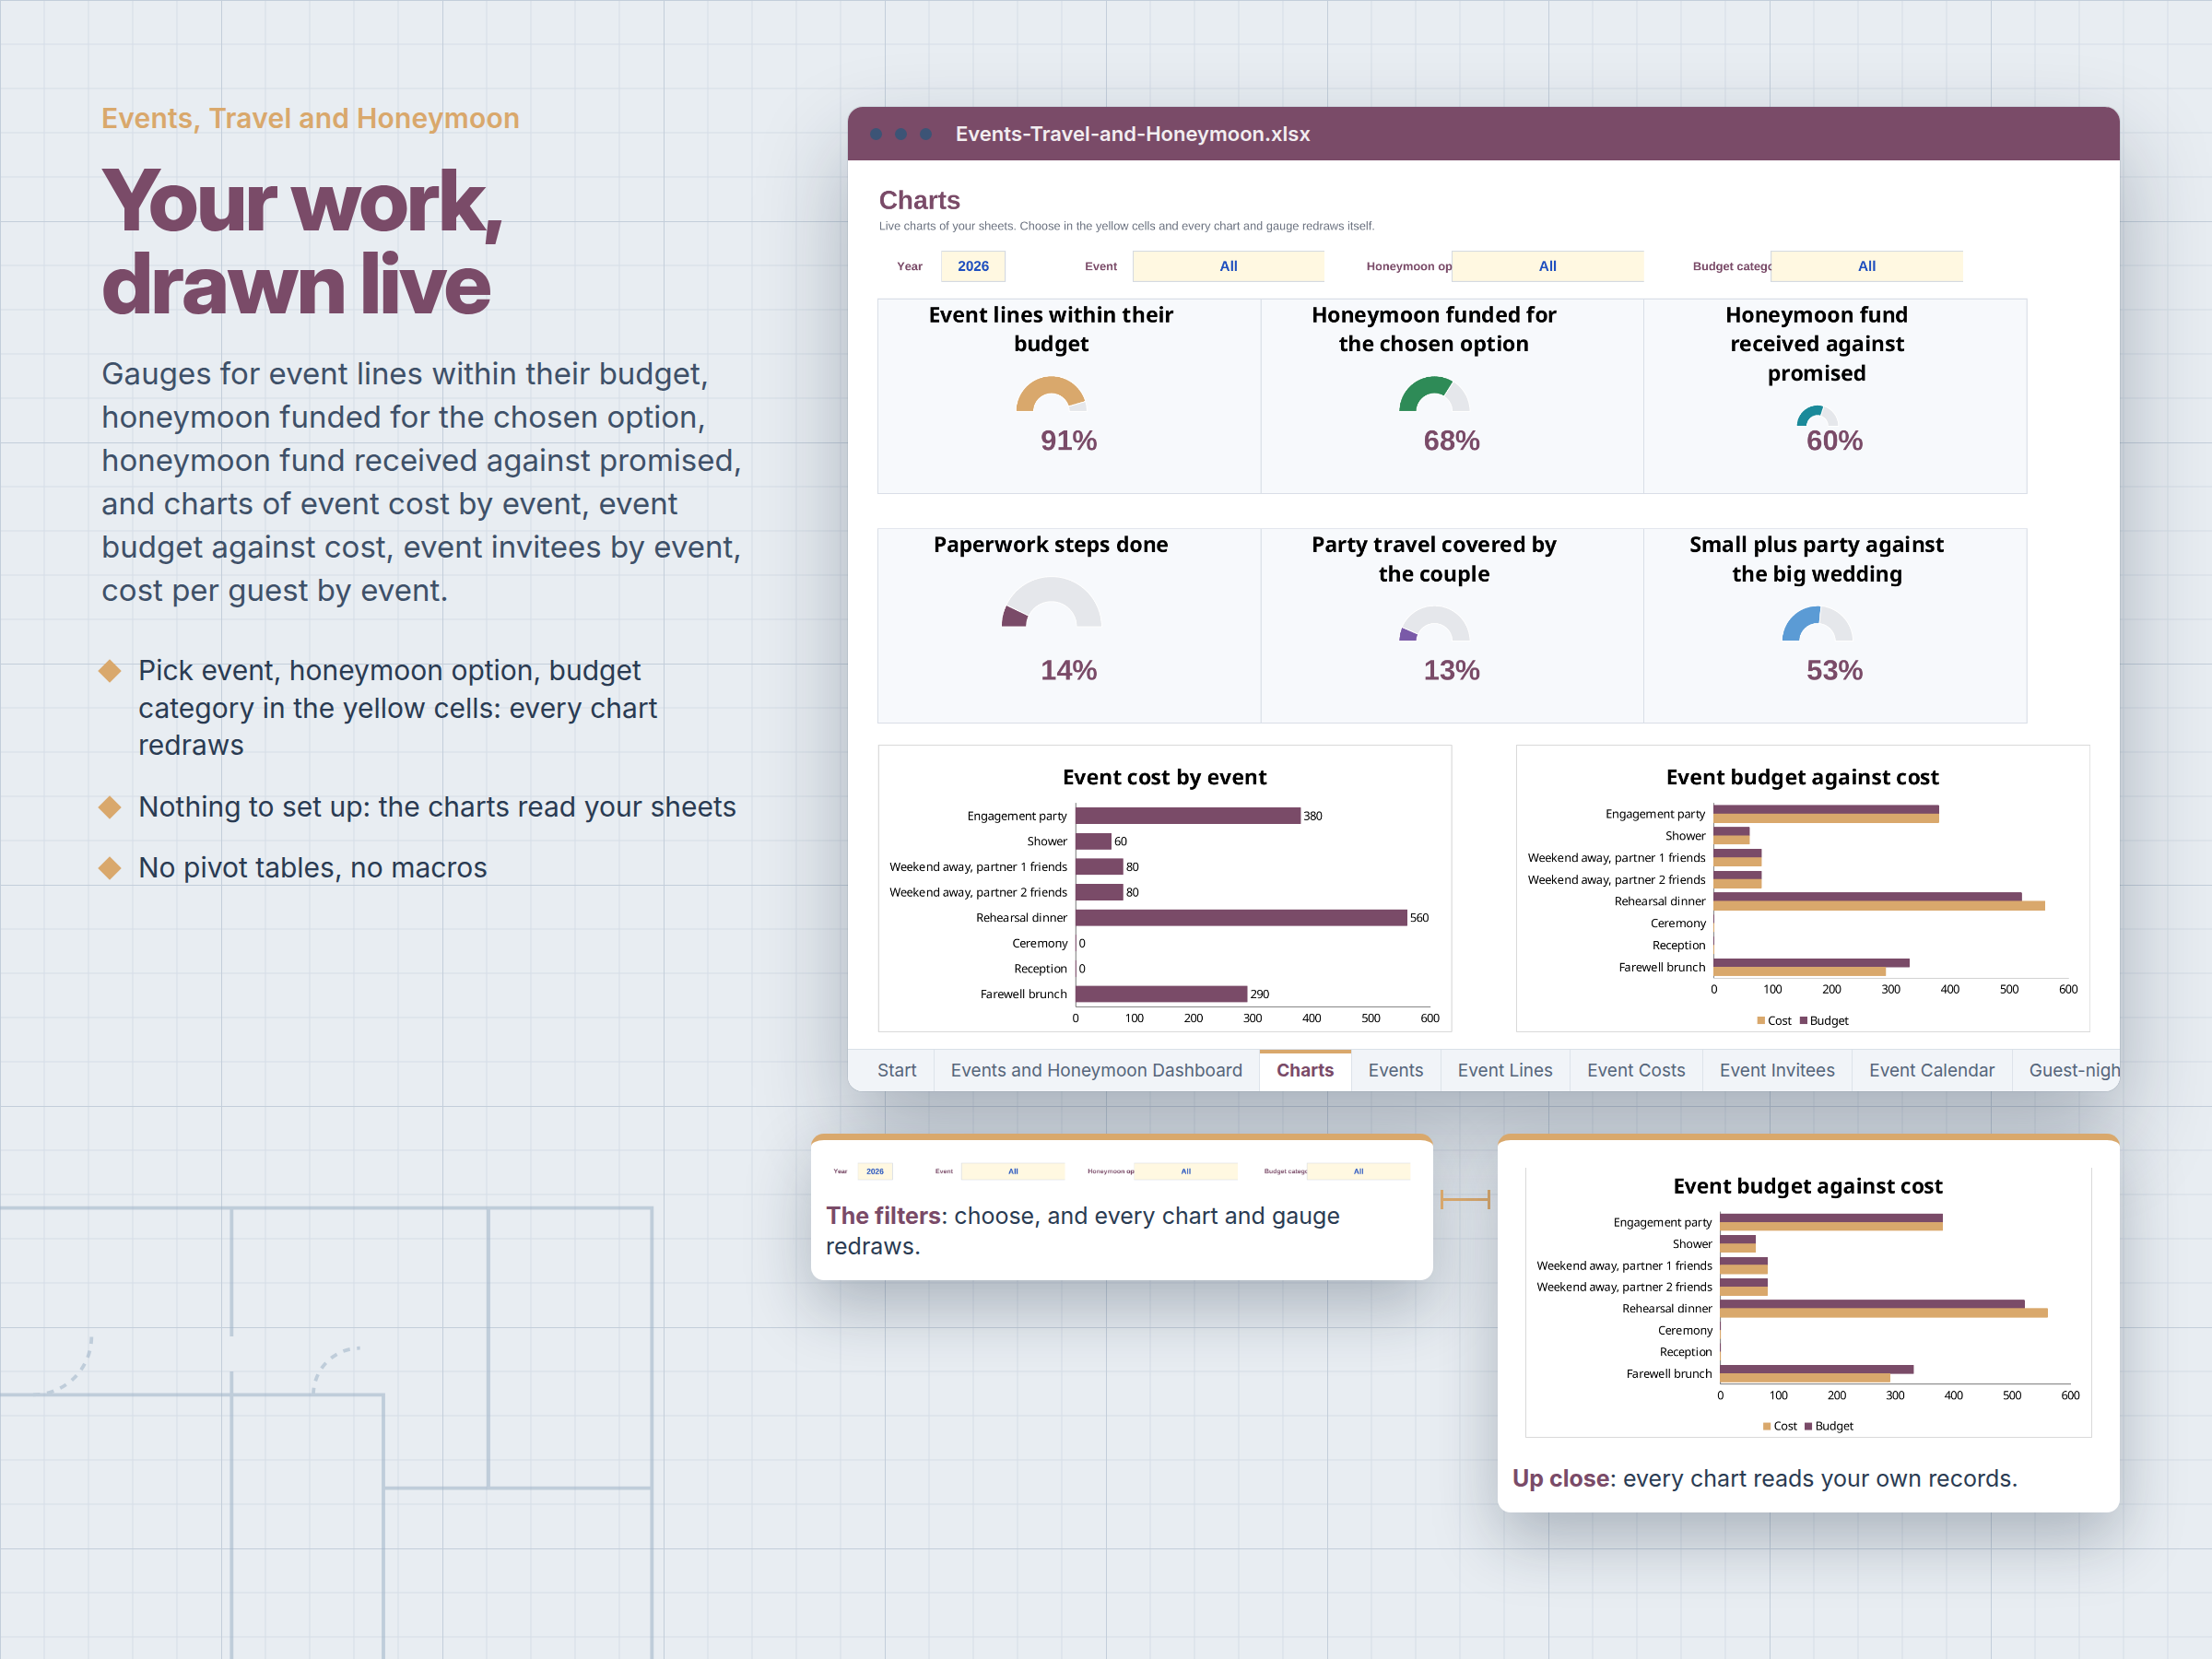 Events, Travel and Honeymoon
Your work,
drawn live
Gauges for event lines within their budget,
honeymoon funded for the chosen option,
honeymoon fund received against promised,
and charts of event cost by event, event
budget against cost, event invitees by event,
cost per guest by event.
Pick event, honeymoon option, budget
category in the yellow cells: every chart
redraws
Nothing to set up: the charts read your sheets
No pivot tables, no macros
Events-Travel-and-Honeymoon.xlsx
Charts
Live charts of your sheets. Choose in the yellow cells and every chart and gauge redraws itself.
Year 2026 Event All Honeymoon op All Budget catego All
Event lines within their
budget
91%
Honeymoon funded for
the chosen option
68%
Honeymoon fund
received against
promised
60%
Paperwork steps done
14%
Party travel covered by
the couple
13%
Small plus party against
the big wedding
53%
Event cost by event
Engagement party 380
Shower 60
Weekend away, partner 1 friends 80
Weekend away, partner 2 friends 80
Rehearsal dinner 560
Ceremony 0
Reception 0
Farewell brunch 290
0 100 200 300 400 500 600
Event budget against cost
Engagement party
Shower
Weekend away, partner 1 friends
Weekend away, partner 2 friends
Rehearsal dinner
Ceremony
Reception
Farewell brunch
0 100 200 300 400 500 600
Cost Budget
Start Events and Honeymoon Dashboard Charts Events Event Lines Event Costs Event Invitees Event Calendar Guest-nigh
Year 2026 Event All Honeymoon op All Budget catego All
The filters: choose, and every chart and gauge
redraws.
Event budget against cost
Engagement party
Shower
Weekend away, partner 1 friends
Weekend away, partner 2 friends
Rehearsal dinner
Ceremony
Reception
Farewell brunch
0 100 200 300 400 500 600
Cost Budget
Up close: every chart reads your own records.